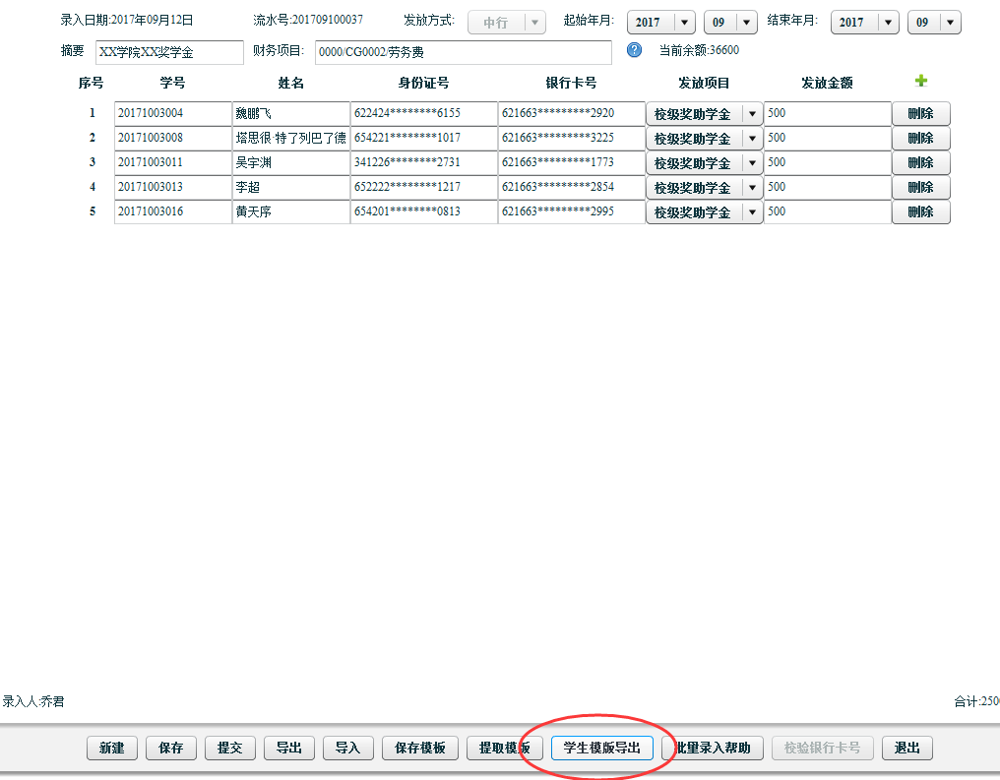 录入日期:2017年09月12日 流水号:201709100037 发放方式: 中行 起始年月: 2017 09 结束年月: 2017 09
摘要 XX学院XX奖学金 财务项目: 0000/CG0002/劳务费 ? 当前余额:36600
序号 学号 姓名 身份证号 银行卡号 发放项目 发放金额
1 20171003004 魏鹏飞 622424********6155 621663*********2920 校级奖助学金 500 删除
2 20171003008 塔思很·特了列巴了德 654221********1017 621663*********3225 校级奖助学金 500 删除
3 20171003011 吴宇渊 341226********2731 621663*********1773 校级奖助学金 500 删除
4 20171003013 李超 652222********1217 621663*********2854 校级奖助学金 500 删除
5 20171003016 黄天序 654201********0813 621663*********2995 校级奖助学金 500 删除
录入人:乔君 合计:2500
新建 保存 提交 导出 导入 保存模板 提取模版 学生模版导出 批量录入帮助 校验银行卡号 退出